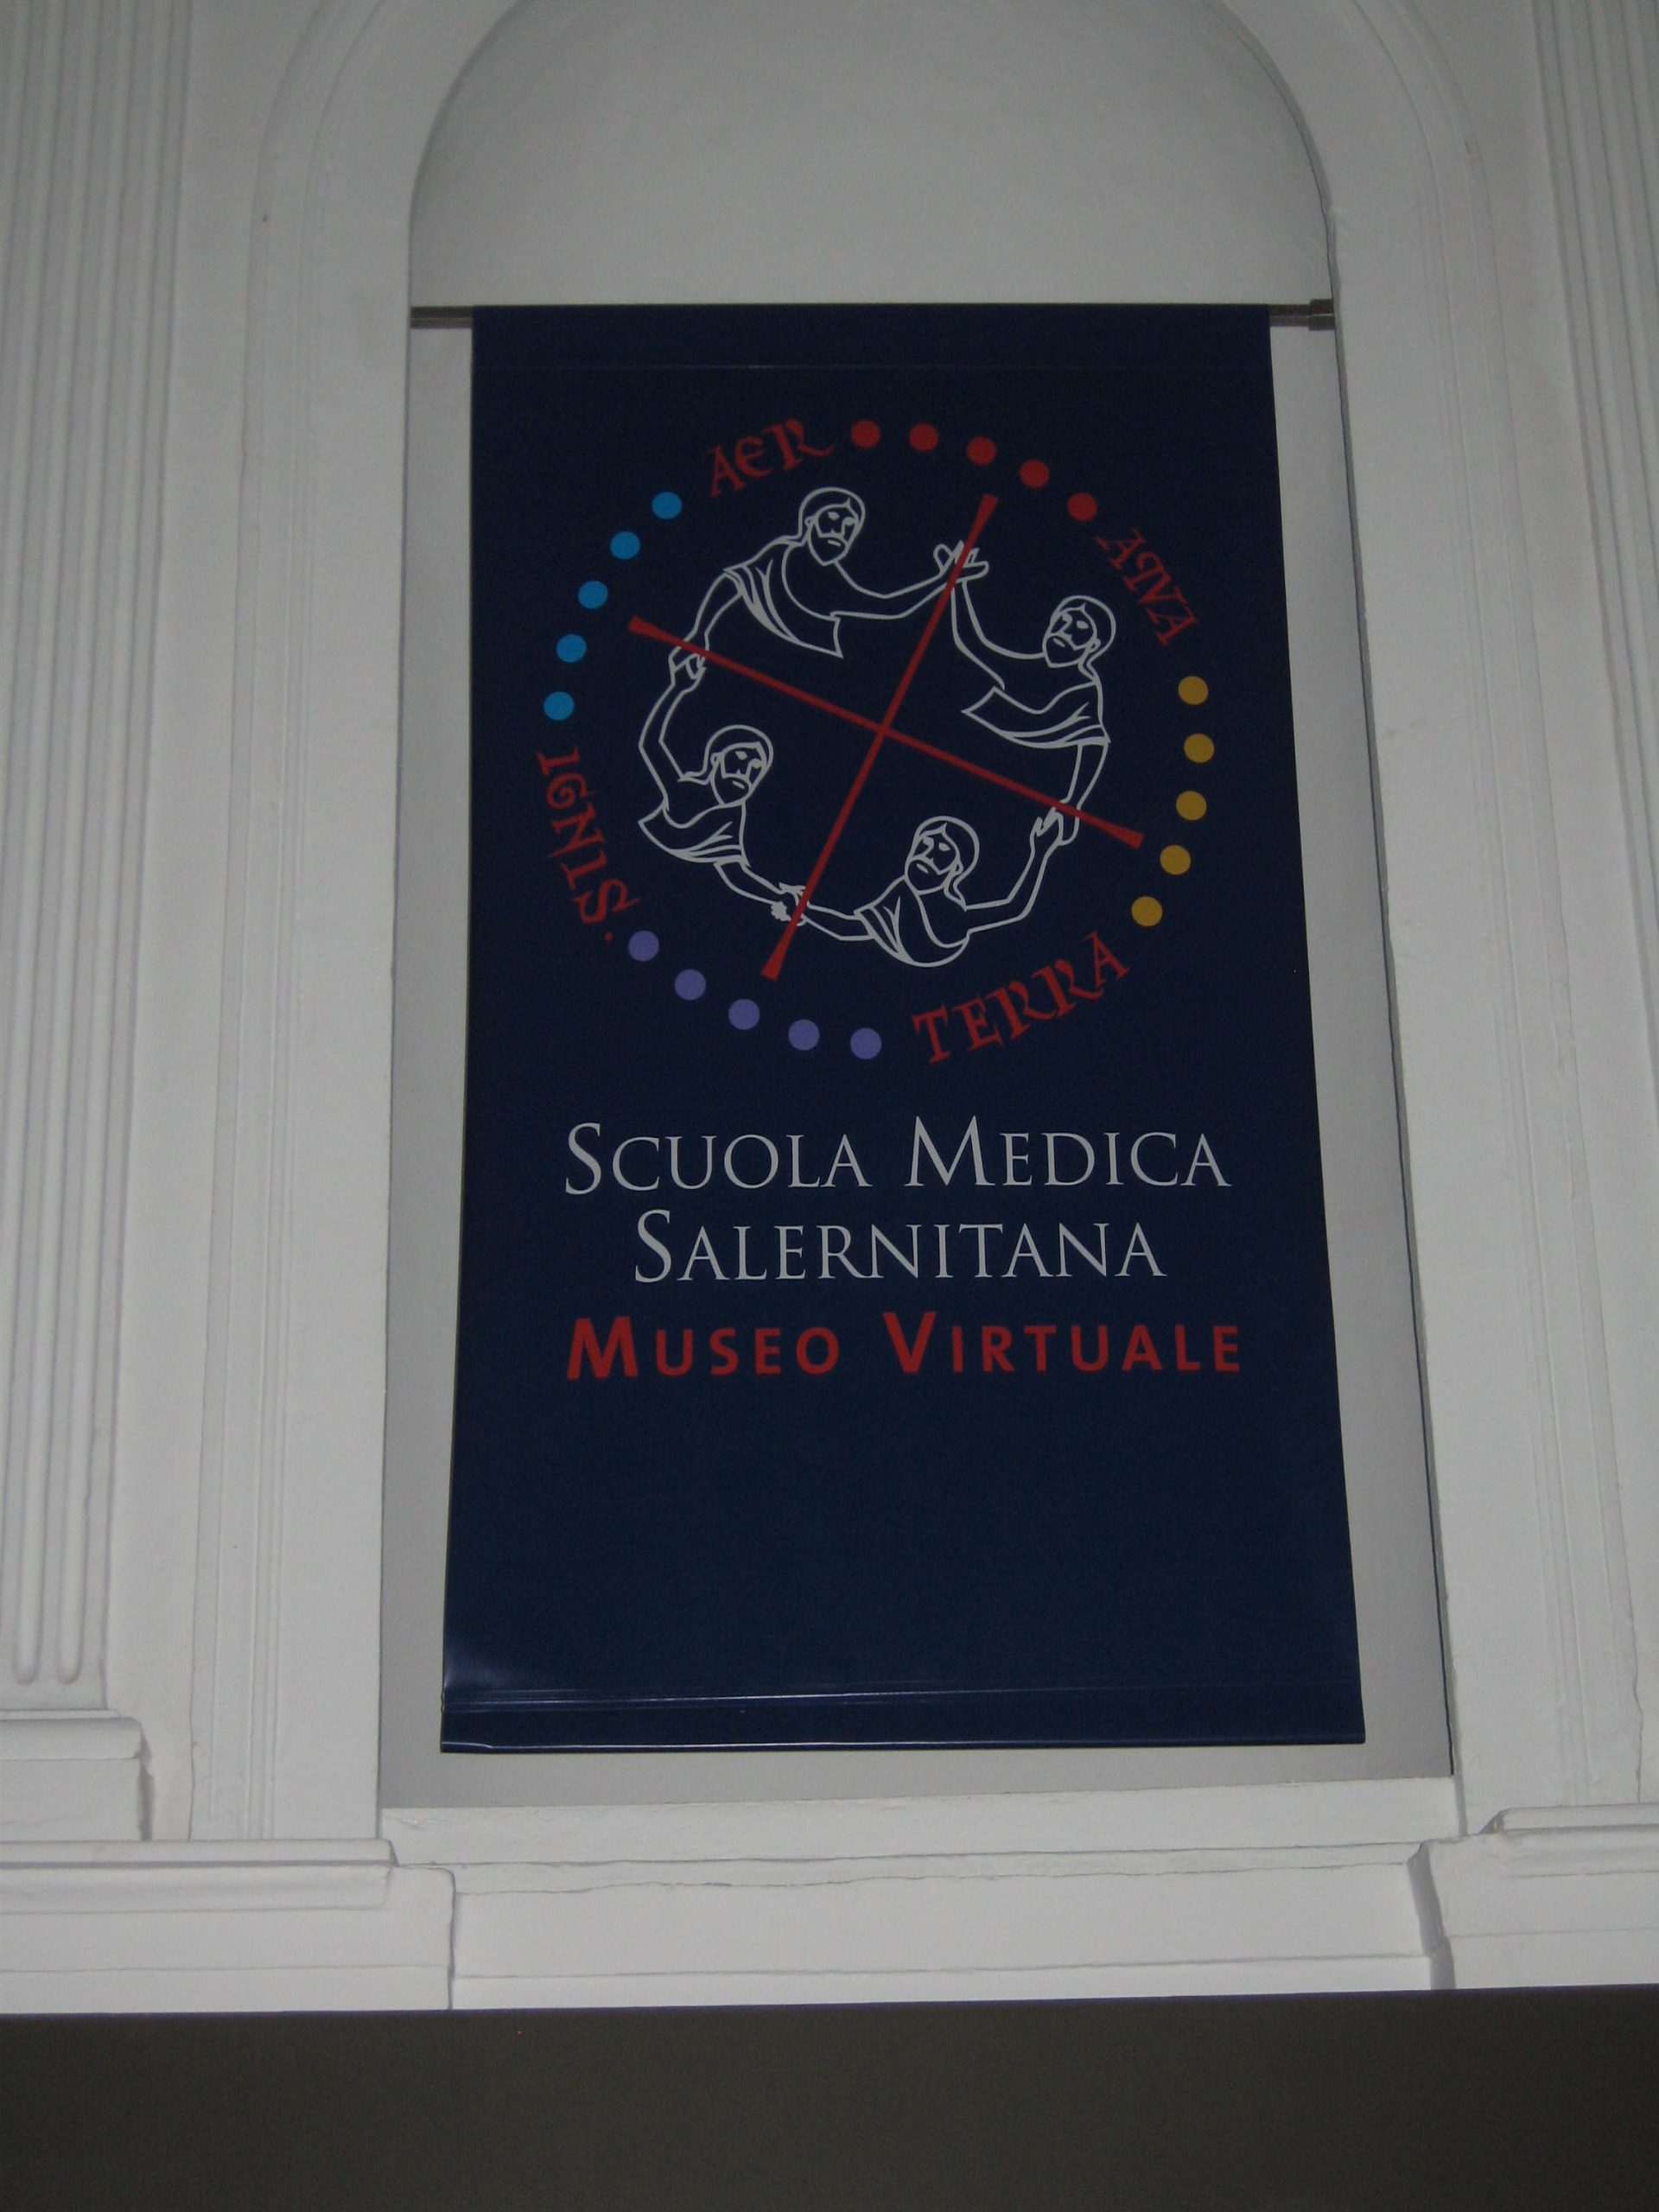 AER
AQVA
IGNIS.
TERRA
SCUOLA MEDICA
SALERNITANA
MUSEO VIRTUALE